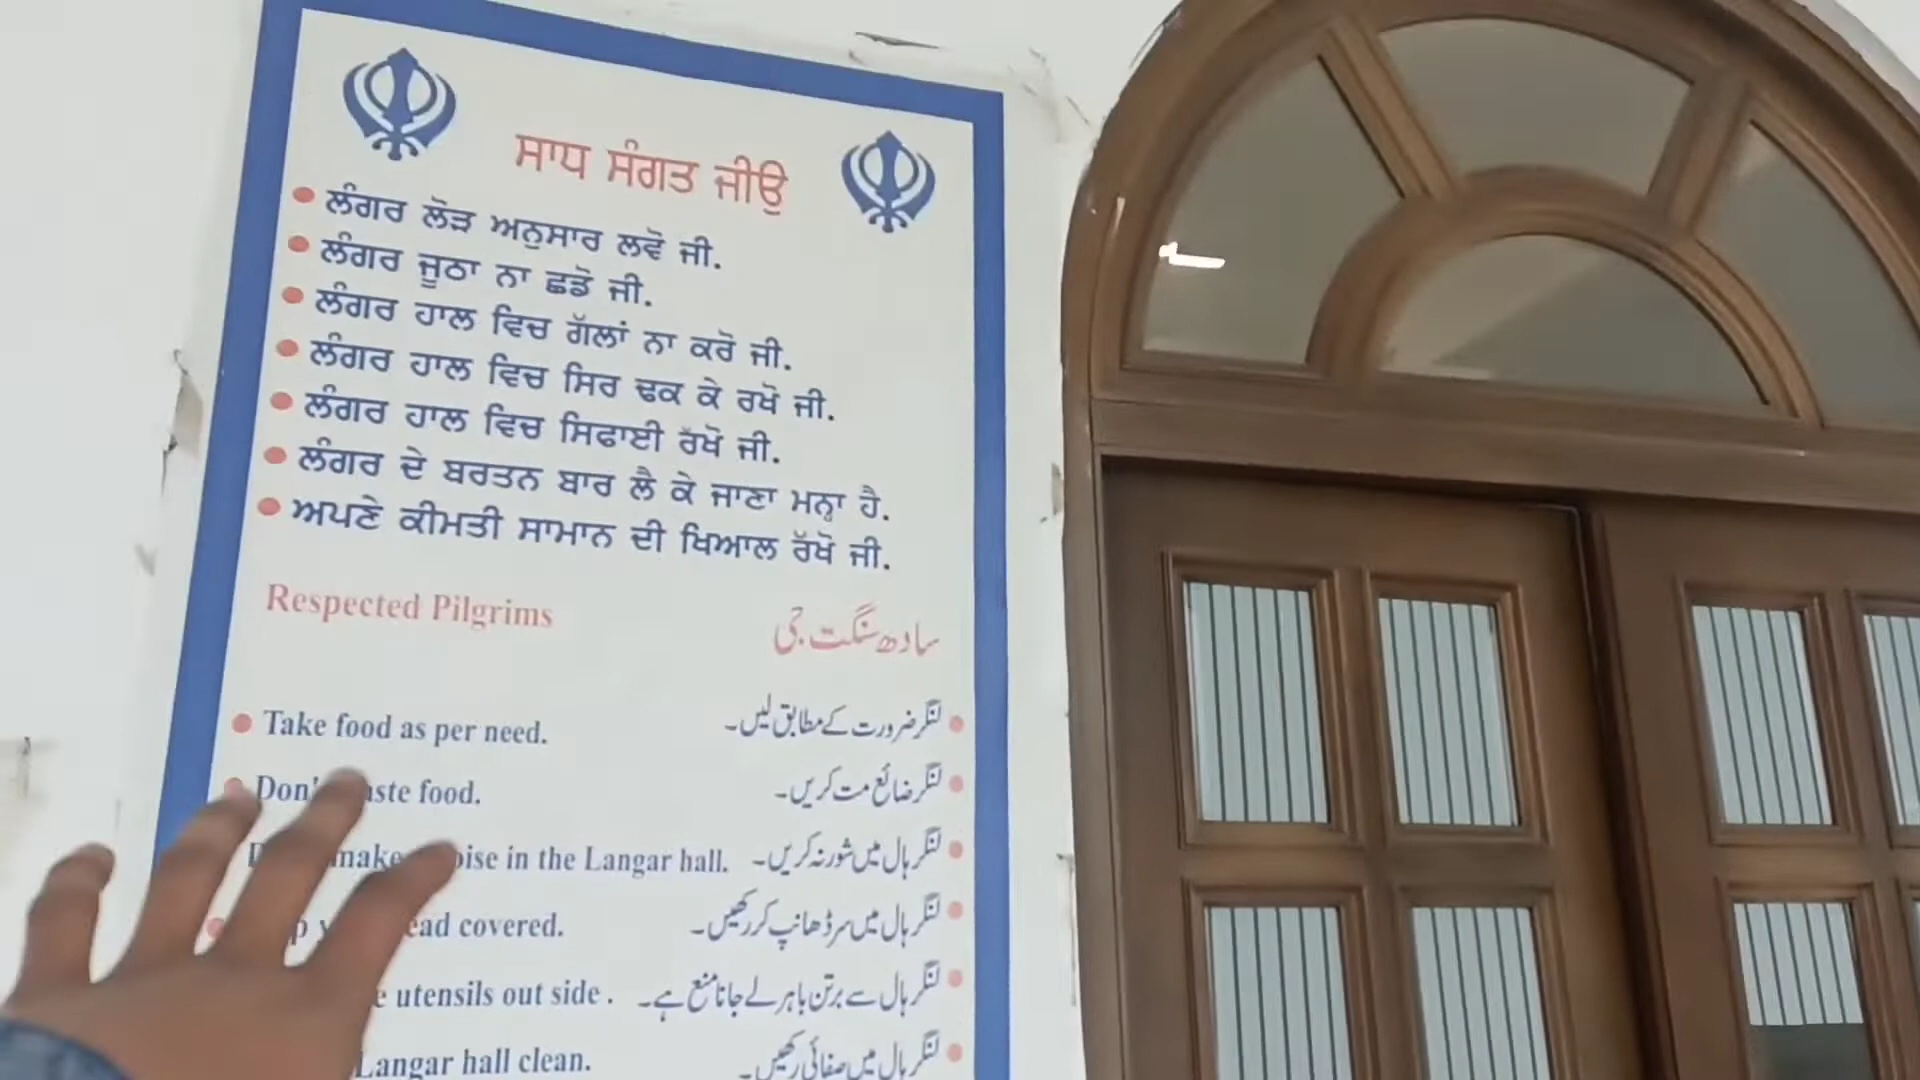 ਸਾਧ ਸੰਗਤ ਜੀਉ
ਲੰਗਰ ਲੋੜ ਅਨੁਸਾਰ ਲਵੋ ਜੀ.
ਲੰਗਰ ਜੂਠਾ ਨਾ ਛਡੋ ਜੀ.
ਲੰਗਰ ਹਾਲ ਵਿਚ ਗੱਲਾਂ ਨਾ ਕਰੋ ਜੀ.
ਲੰਗਰ ਹਾਲ ਵਿਚ ਸਿਰ ਢਕ ਕੇ ਰਖੋ ਜੀ.
ਲੰਗਰ ਹਾਲ ਵਿਚ ਸਿਫਾਈ ਰੱਖੋ ਜੀ.
ਲੰਗਰ ਦੇ ਬਰਤਨ ਬਾਰ ਲੈ ਕੇ ਜਾਣਾ ਮਨ੍ਹਾ ਹੈ.
ਅਪਣੇ ਕੀਮਤੀ ਸਾਮਾਨ ਦੀ ਖਿਆਲ ਰੱਖੋ ਜੀ.
Respected Pilgrims
سادھ سنگت جی
Take food as per need.
لنگر ضرورت کے مطابق لیں۔
food.
لنگر ضائع مت کریں۔
make in the Langar hall.
لنگر ہال میں شور نہ کریں۔
covered.
لنگر ہال میں سر ڈھانپ کر رکھیں۔
utensils out side .
لنگر ہال سے برتن باہر لے جانا منع ہے۔
Langar hall clean.
لنگر ہال میں صفائی رکھیں۔